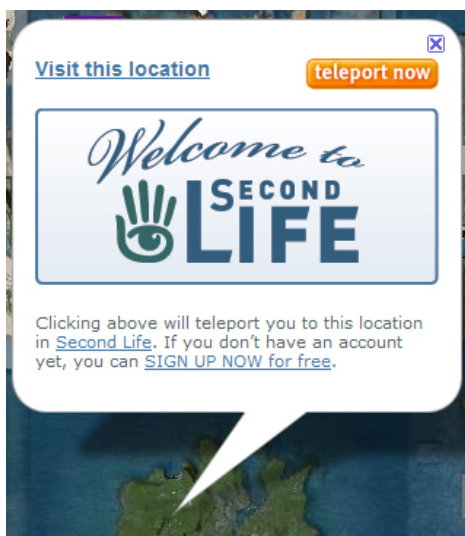 Visit this location
teleport now
Welcome to
SECOND
LIFE
Clicking above will teleport you to this location
in Second Life. If you don't have an account
yet, you can SIGN UP NOW for free.